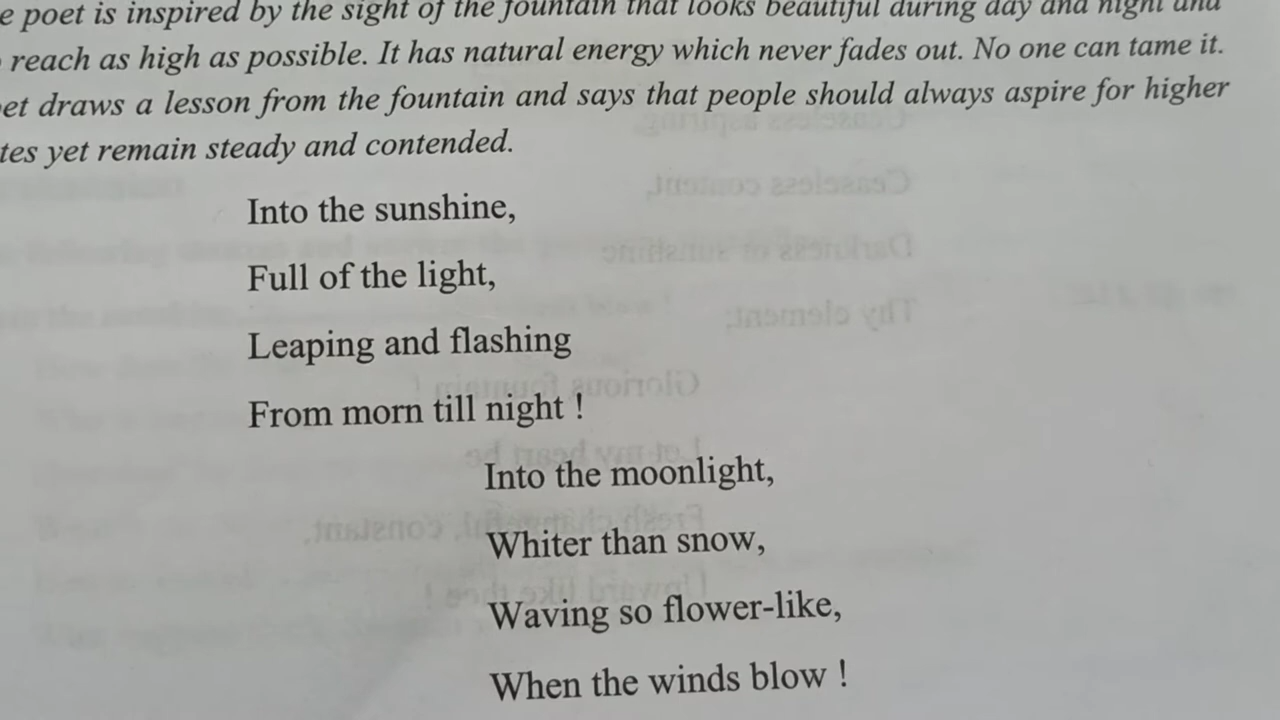 e poet is inspired by the sight of the fountain that looks beautiful during day and night and
reach as high as possible. It has natural energy which never fades out. No one can tame it.
et draws a lesson from the fountain and says that people should always aspire for higher
tes yet remain steady and contended.
Into the sunshine,
Full of the light,
Leaping and flashing
From morn till night !
Into the moonlight,
Whiter than snow,
Waving so flower-like,
When the winds blow !